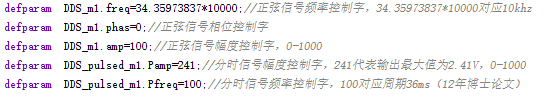 defparam DDS_m1.freq=34.35973837*10000;//正弦信号频率控制字，34.35973837*10000对应10khz
defparam DDS_m1.phas=0;//正弦信号相位控制字
defparam DDS_m1.amp=100;//正弦信号幅度控制字，0-1000
defparam DDS_pulsed_m1.Pamp=241;//分时信号幅度控制字，241代表输出最大值为2.41V，0-1000
defparam DDS_pulsed_m1.Pfreq=100;//分时信号频率控制字，100对应周期36ms（12年博士论文）